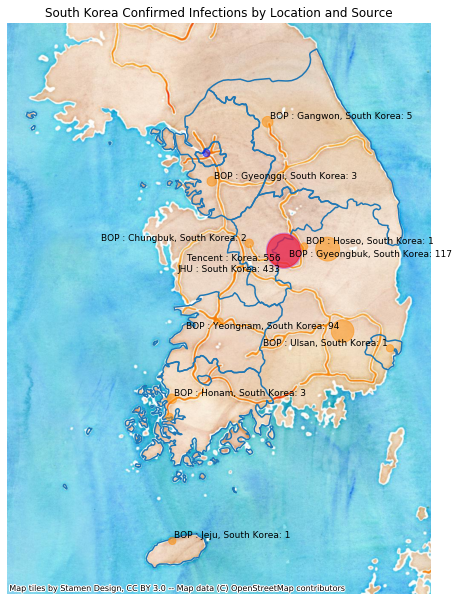 South Korea Confirmed Infections by Location and Source
BOP : Gangwon, South Korea: 5
BOP : Gyeonggi, South Korea: 3
BOP : Chungbuk, South Korea: 2
BOP : Hoseo, South Korea: 1
BOP : Gyeongbuk, South Korea: 117
Tencent : Korea: 556
JHU : South Korea: 433
BOP : Yeongnam, South Korea: 94
BOP : Ulsan, South Korea: 1
BOP : Honam, South Korea: 3
BOP : Jeju, South Korea: 1
Map tiles by Stamen Design, CC BY 3.0 -- Map data (C) OpenStreetMap contributors